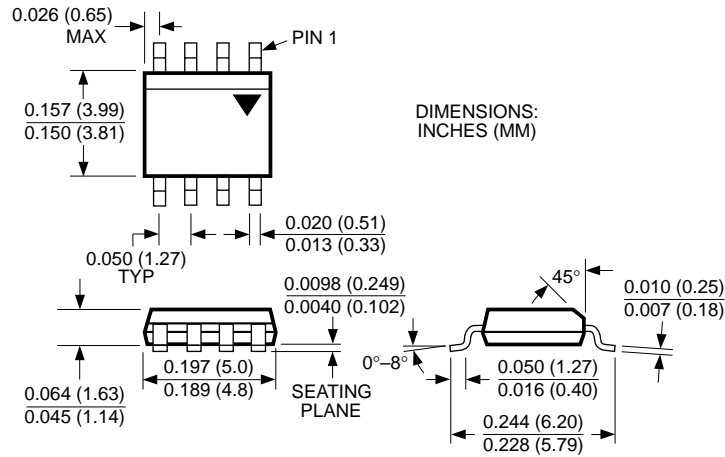 0.026 (0.65)
MAX
PIN 1
0.157 (3.99)
0.150 (3.81)
DIMENSIONS:
INCHES (MM)
0.020 (0.51)
0.013 (0.33)
0.050 (1.27)
TYP
0.0098 (0.249)
0.0040 (0.102)
45°
0.010 (0.25)
0.007 (0.18)
0°–8°
0.197 (5.0)
0.189 (4.8)
SEATING
PLANE
0.050 (1.27)
0.016 (0.40)
0.064 (1.63)
0.045 (1.14)
0.244 (6.20)
0.228 (5.79)